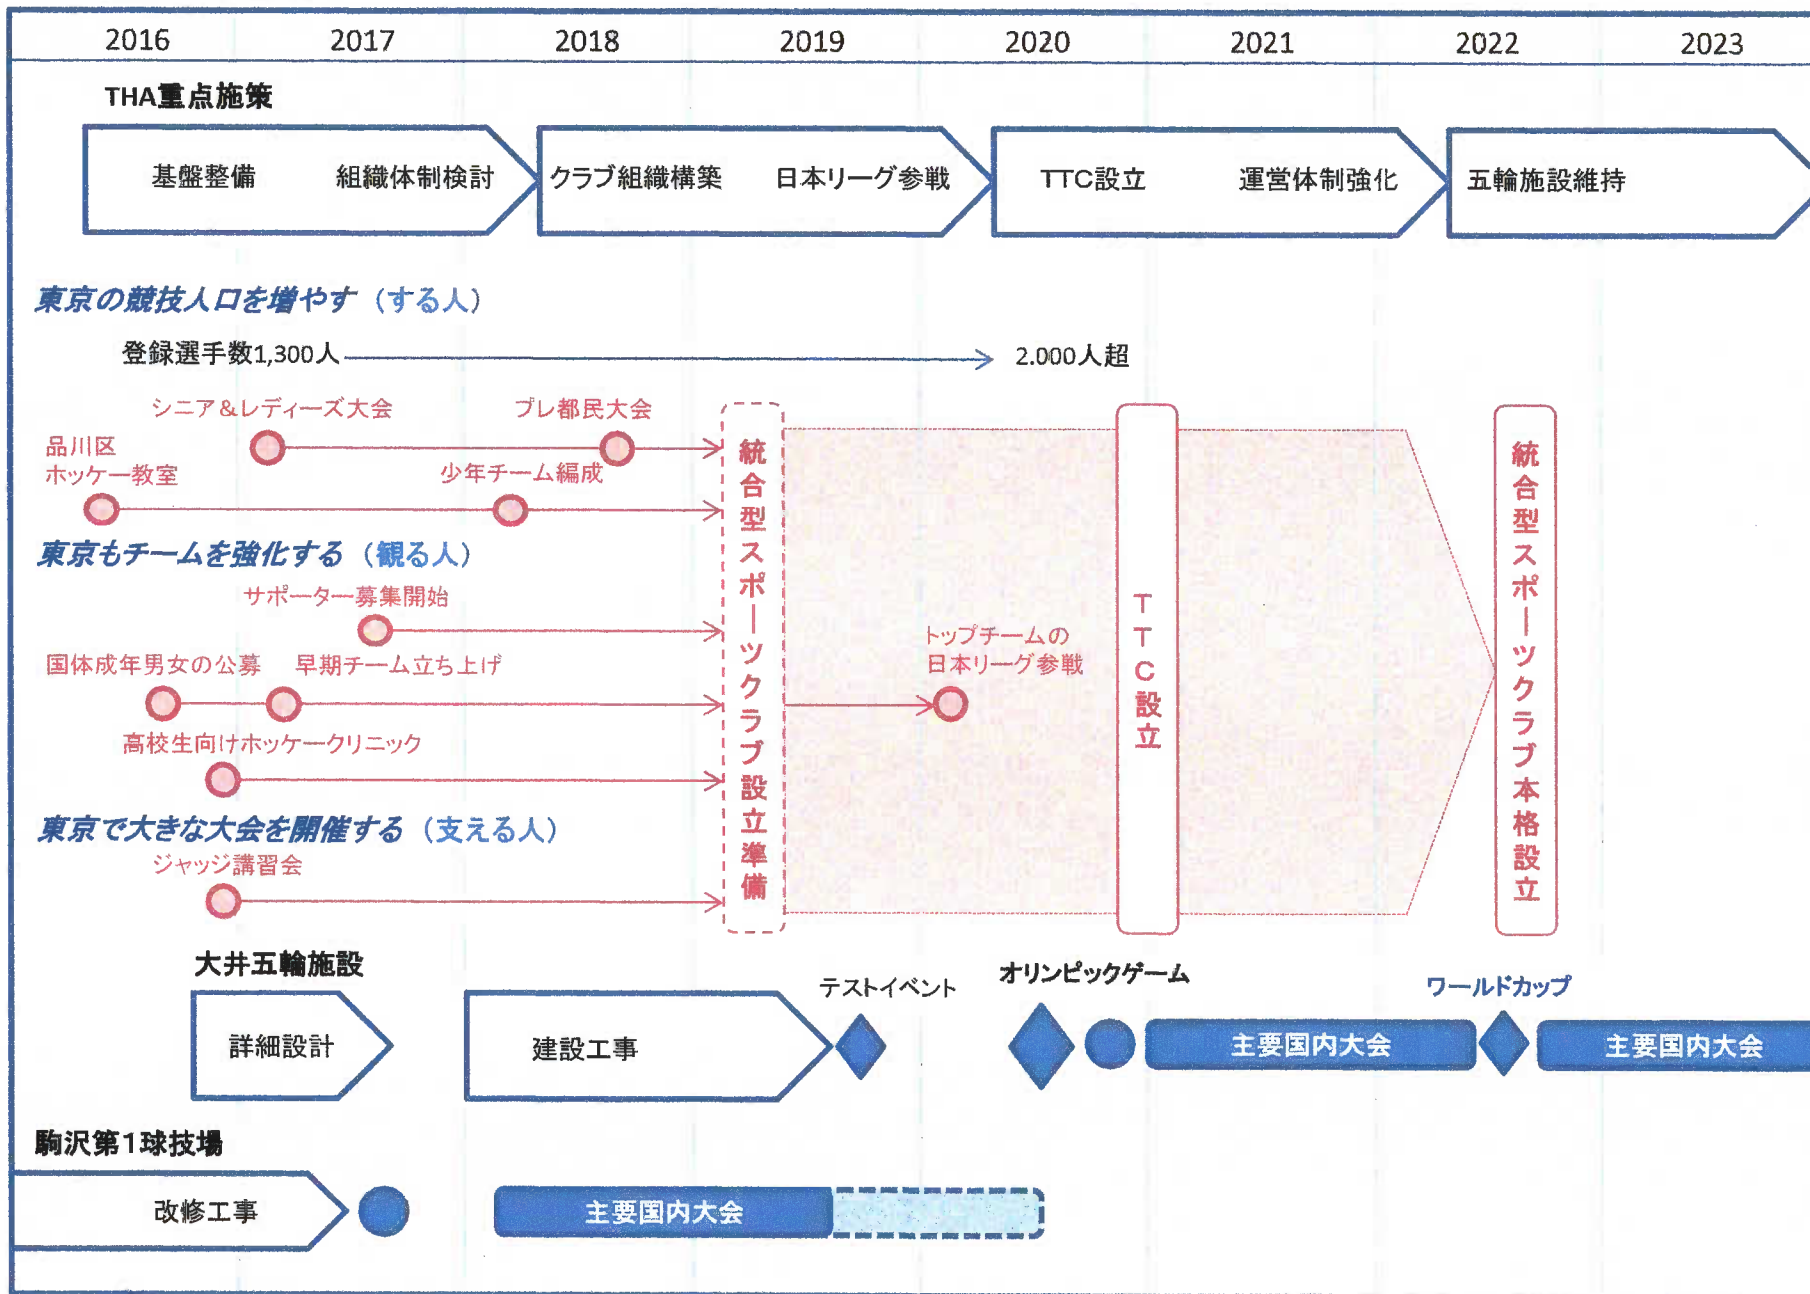 2016 2017 2018 2019 2020 2021 2022 2023
THA重点施策
基盤整備 組織体制検討 クラブ組織構築 日本リーグ参戦 TTC設立 運営体制強化 五輪施設維持
東京の競技人口を増やす（する人）
登録選手数1,300人 2.000人超
シニア&レディーズ大会 プレ都民大会
品川区
ホッケー教室 少年チーム編成
東京もチームを強化する（観る人）
サポーター募集開始
国体成年男女の公募 早期チーム立ち上げ
高校生向けホッケークリニック
東京で大きな大会を開催する（支える人）
ジャッジ講習会
統合型スポーツクラブ設立準備
トップチームの
日本リーグ参戦
TTC設立
統合型スポーツクラブ本格設立
大井五輪施設
テストイベント オリンピックゲーム ワールドカップ
詳細設計 建設工事 主要国内大会 主要国内大会
駒沢第1球技場
改修工事 主要国内大会